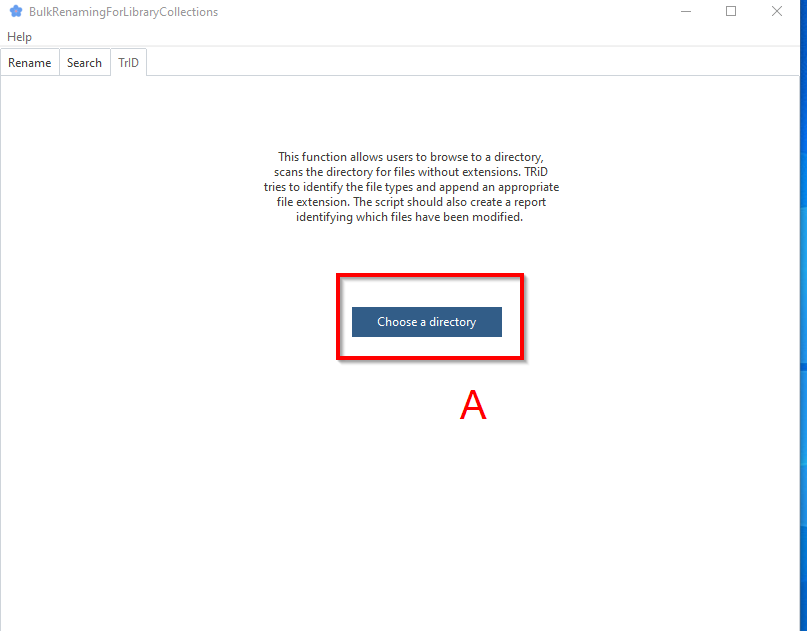 BulkRenamingForLibraryCollections
Help
Rename Search TrID
This function allows users to browse to a directory,
scans the directory for files without extensions. TRiD
tries to identify the file types and append an appropriate
file extension. The script should also create a report
identifying which files have been modified.
Choose a directory
A